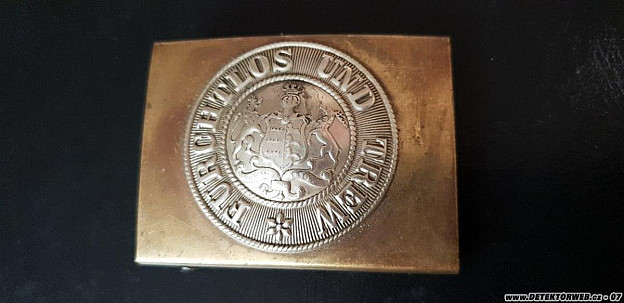 FURCHTLOS UND TREW
www.DETEKTORWEB.cz - 07